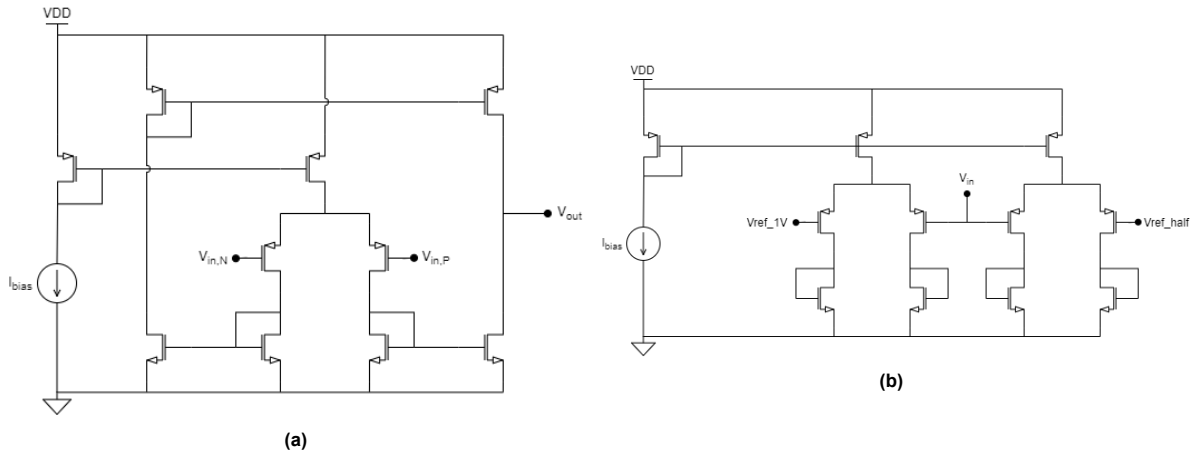 VDD
V_in,N
V_in,P
V_out
I_bias
(a)
VDD
V_in
Vref_1V
Vref_half
I_bias
(b)